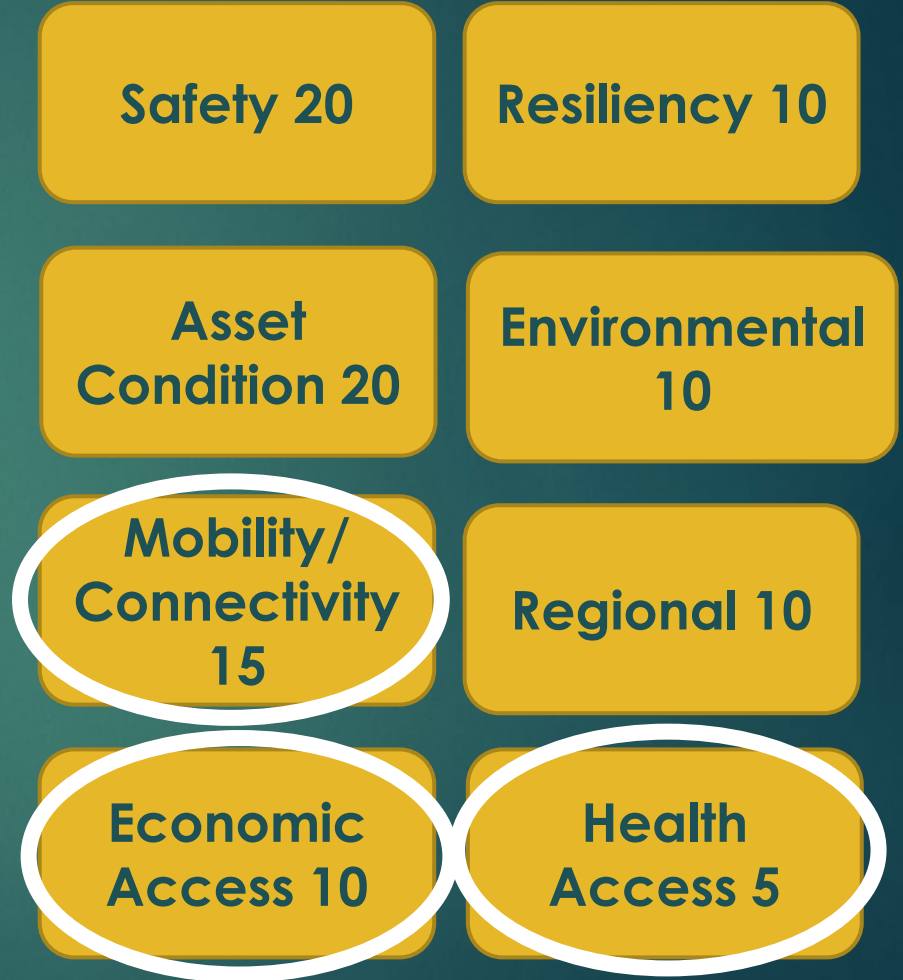 Safety 20
Resiliency 10
Asset
Condition 20
Environmental
10
Mobility/
Connectivity
15
Regional 10
Economic
Access 10
Health
Access 5